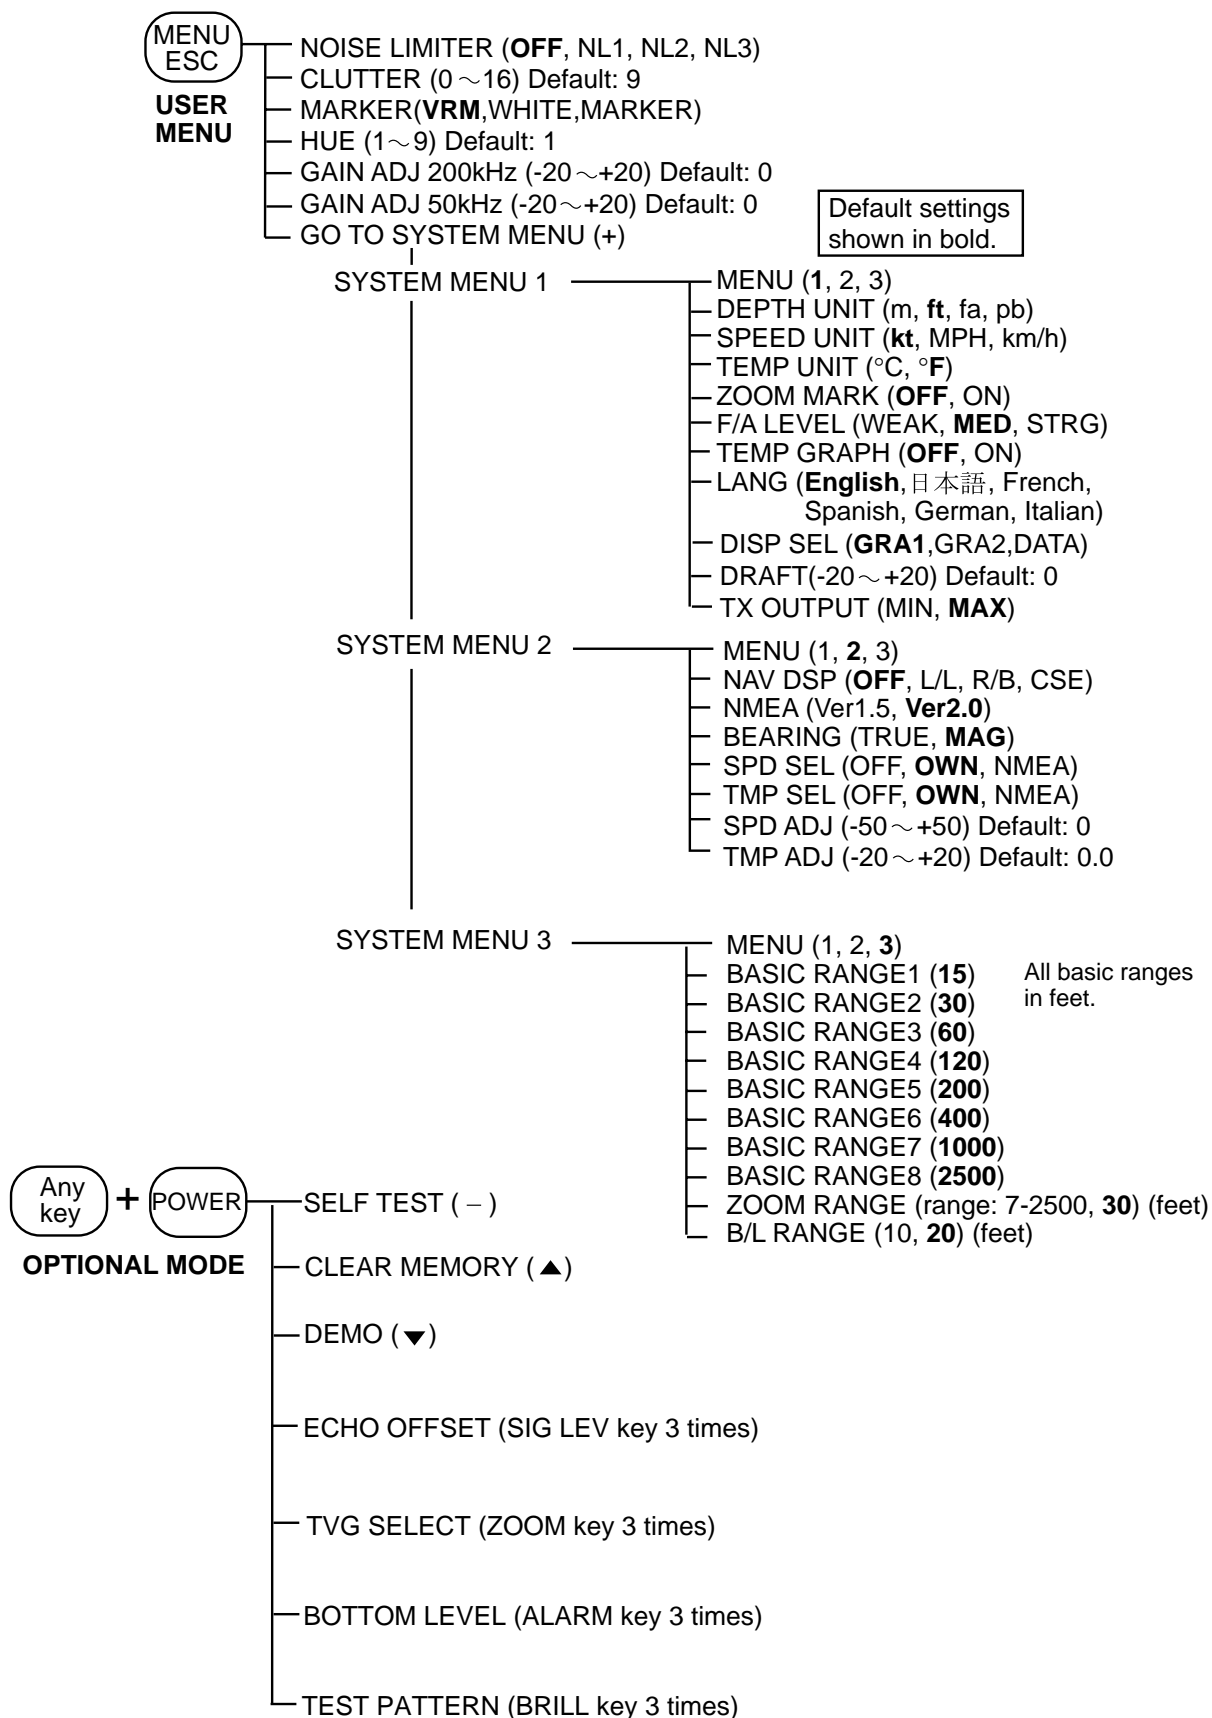 MENU
ESC
USER
MENU
NOISE LIMITER (OFF, NL1, NL2, NL3)
CLUTTER (0～16) Default: 9
MARKER(VRM,WHITE,MARKER)
HUE (1～9) Default: 1
GAIN ADJ 200kHz (-20～+20) Default: 0
GAIN ADJ 50kHz (-20～+20) Default: 0
GO TO SYSTEM MENU (+)
Default settings
shown in bold.
SYSTEM MENU 1
MENU (1, 2, 3)
DEPTH UNIT (m, ft, fa, pb)
SPEED UNIT (kt, MPH, km/h)
TEMP UNIT (°C, °F)
ZOOM MARK (OFF, ON)
F/A LEVEL (WEAK, MED, STRG)
TEMP GRAPH (OFF, ON)
LANG (English,日本語, French,
Spanish, German, Italian)
DISP SEL (GRA1,GRA2,DATA)
DRAFT(-20～+20) Default: 0
TX OUTPUT (MIN, MAX)
SYSTEM MENU 2
MENU (1, 2, 3)
NAV DSP (OFF, L/L, R/B, CSE)
NMEA (Ver1.5, Ver2.0)
BEARING (TRUE, MAG)
SPD SEL (OFF, OWN, NMEA)
TMP SEL (OFF, OWN, NMEA)
SPD ADJ (-50～+50) Default: 0
TMP ADJ (-20～+20) Default: 0.0
SYSTEM MENU 3
MENU (1, 2, 3)
BASIC RANGE1 (15)
BASIC RANGE2 (30)
BASIC RANGE3 (60)
BASIC RANGE4 (120)
BASIC RANGE5 (200)
BASIC RANGE6 (400)
BASIC RANGE7 (1000)
BASIC RANGE8 (2500)
ZOOM RANGE (range: 7-2500, 30) (feet)
B/L RANGE (10, 20) (feet)
All basic ranges
in feet.
Any
key
+
POWER
OPTIONAL MODE
SELF TEST ( – )
CLEAR MEMORY (▲)
DEMO (▼)
ECHO OFFSET (SIG LEV key 3 times)
TVG SELECT (ZOOM key 3 times)
BOTTOM LEVEL (ALARM key 3 times)
TEST PATTERN (BRILL key 3 times)